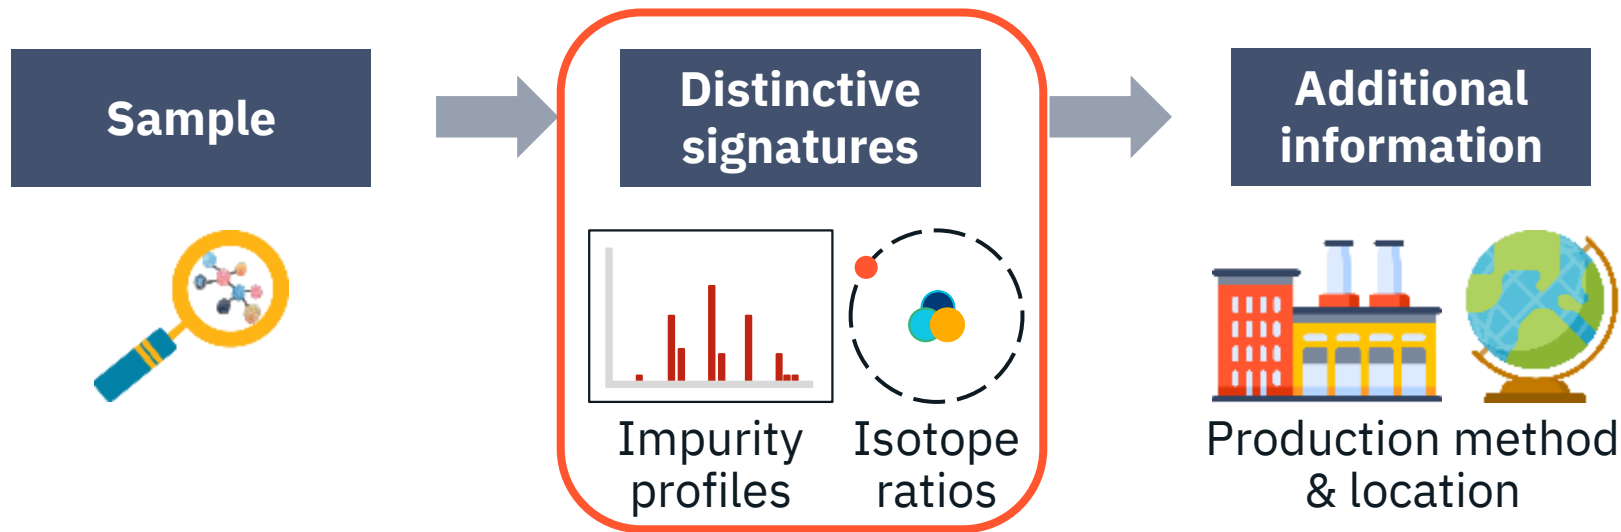 Sample
Distinctive
signatures
Additional
information
Impurity
profiles
Isotope
ratios
Production method
& location